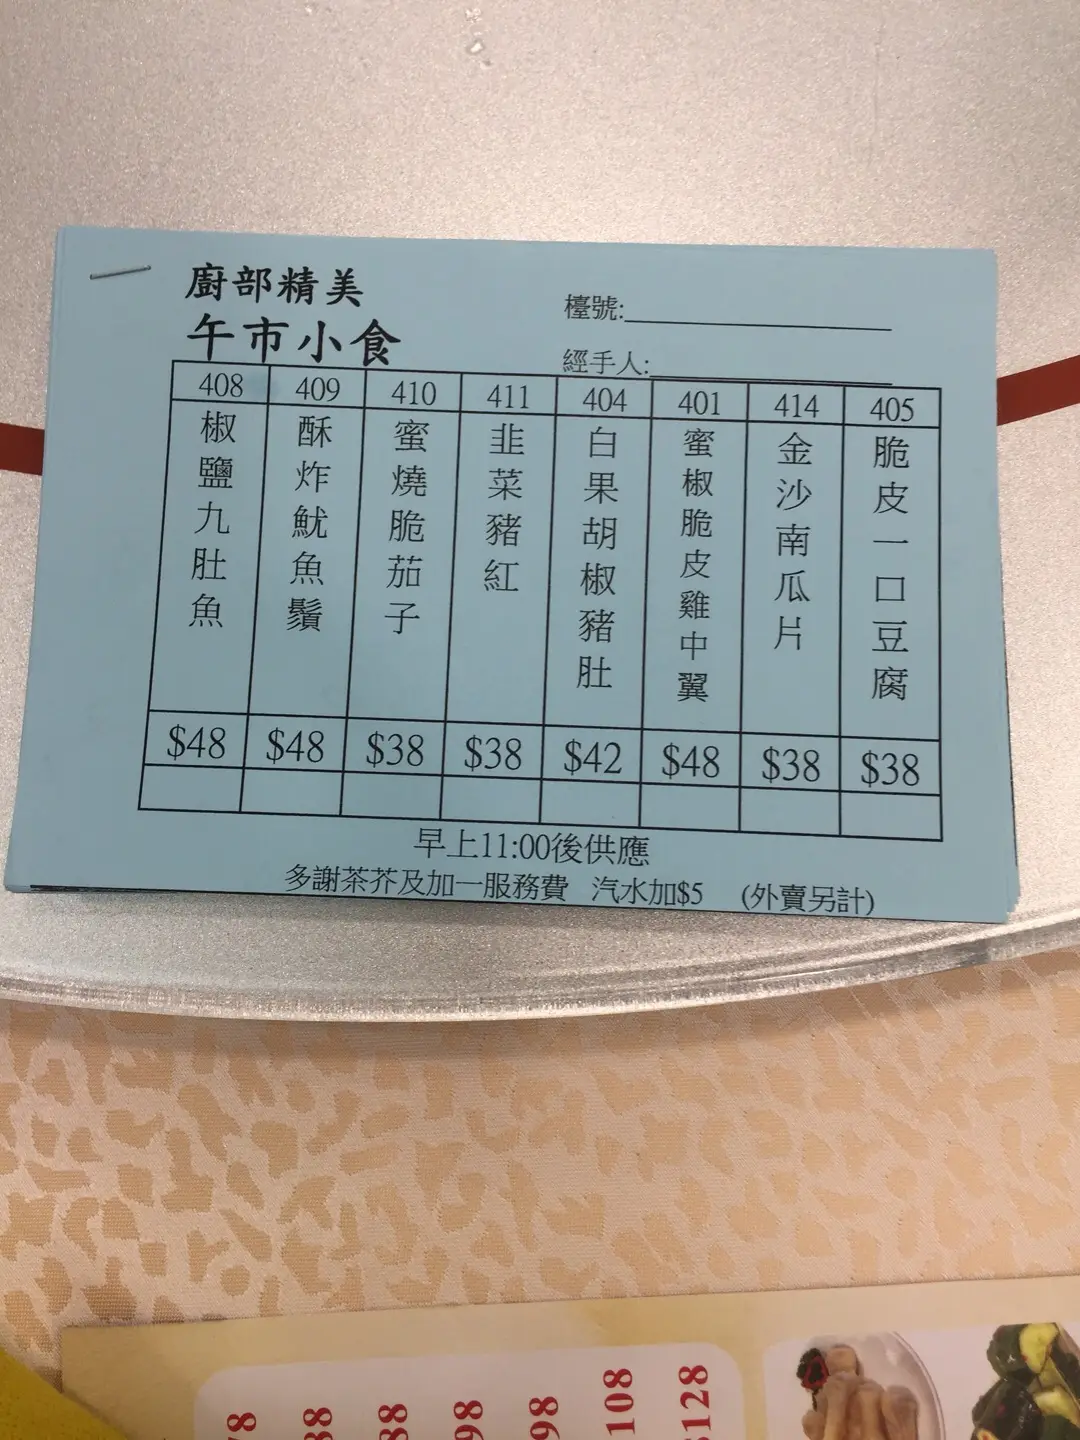 廚部精美
午市小食
檯號:
經手人:
408 409 410 411 404 401 414 405
椒鹽九肚魚
酥炸魷魚鬚
蜜燒脆茄子
韭菜豬紅
白果胡椒豬肚
蜜椒脆皮雞中翼
金沙南瓜片
脆皮一口豆腐
$48 $48 $38 $38 $42 $48 $38 $38
早上11:00後供應
多謝茶芥及加一服務費 汽水加$5 (外賣另計)
108
128